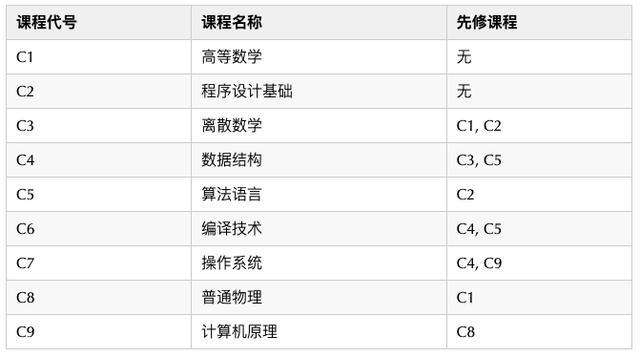 课程代号 课程名称 先修课程
C1 高等数学 无
C2 程序设计基础 无
C3 离散数学 C1, C2
C4 数据结构 C3, C5
C5 算法语言 C2
C6 编译技术 C4, C5
C7 操作系统 C4, C9
C8 普通物理 C1
C9 计算机原理 C8